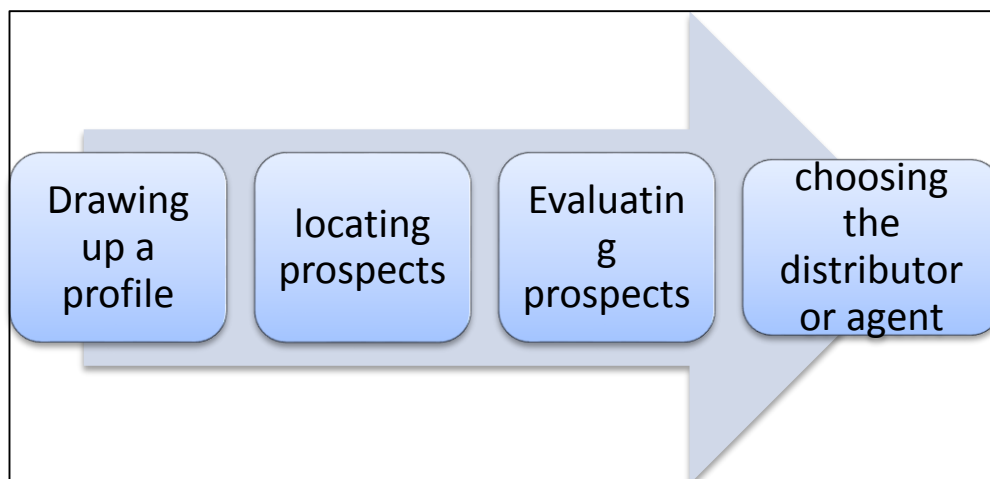 Drawing
up a
profile
locating
prospects
Evaluatin
g
prospects
choosing
the
distributor
or agent